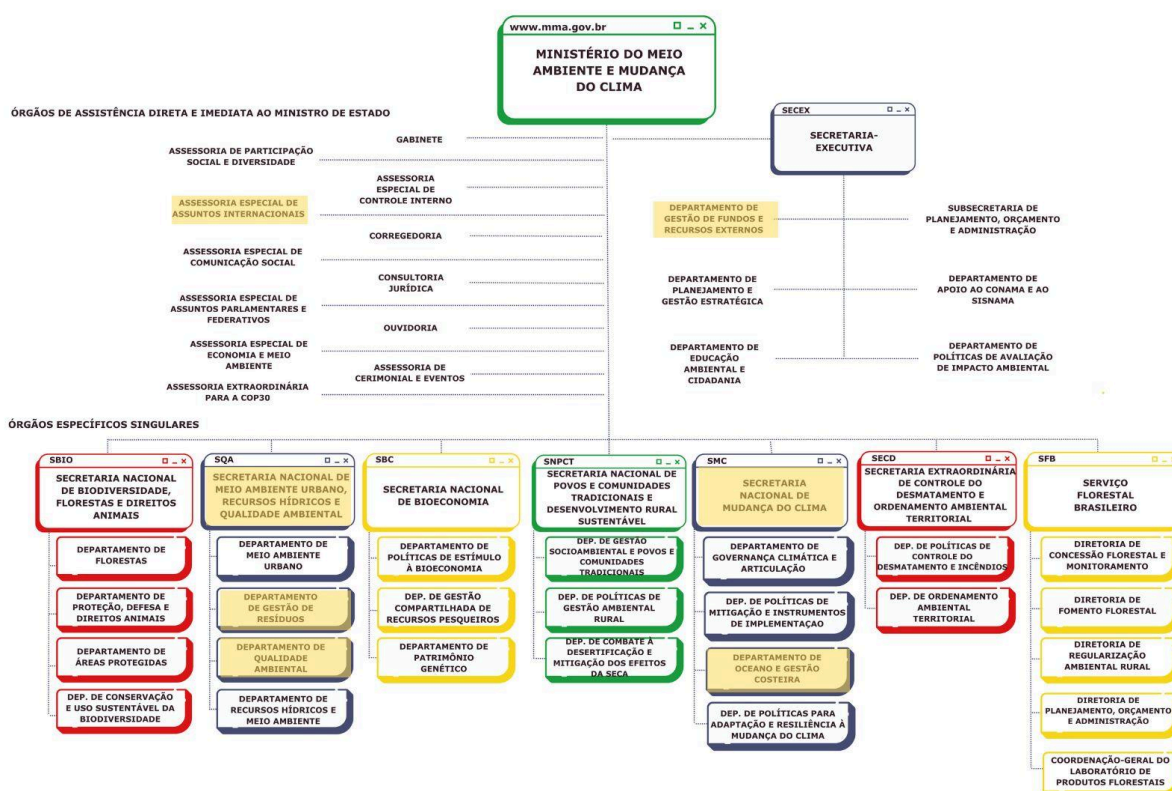 www.mma.gov.br
MINISTÉRIO DO MEIO
AMBIENTE E MUDANÇA
DO CLIMA
ÓRGÃOS DE ASSISTÊNCIA DIRETA E IMEDIATA AO MINISTRO DE ESTADO
GABINETE
ASSESSORIA DE PARTICIPAÇÃO
SOCIAL E DIVERSIDADE
ASSESSORIA
ESPECIAL DE
CONTROLE INTERNO
ASSESSORIA ESPECIAL DE
ASSUNTOS INTERNACIONAIS
CORREGEDORIA
ASSESSORIA ESPECIAL DE
COMUNICAÇÃO SOCIAL
CONSULTORIA
JURÍDICA
ASSESSORIA ESPECIAL DE
ASSUNTOS PARLAMENTARES E
FEDERATIVOS
OUVIDORIA
ASSESSORIA ESPECIAL DE
ECONOMIA E MEIO
AMBIENTE
ASSESSORIA DE
CERIMONIAL E EVENTOS
ASSESSORIA EXTRAORDINÁRIA
PARA A COP30
SECEX
SECRETARIA-
EXECUTIVA
DEPARTAMENTO DE
GESTÃO DE FUNDOS E
RECURSOS EXTERNOS
SUBSECRETARIA DE
PLANEJAMENTO, ORÇAMENTO
E ADMINISTRAÇÃO
DEPARTAMENTO DE
PLANEJAMENTO E
GESTÃO ESTRATÉGICA
DEPARTAMENTO DE
APOIO AO CONAMA E AO
SISNAMA
DEPARTAMENTO DE
EDUCAÇÃO
AMBIENTAL E
CIDADANIA
DEPARTAMENTO DE
POLÍTICAS DE AVALIAÇÃO
DE IMPACTO AMBIENTAL
ÓRGÃOS ESPECÍFICOS SINGULARES
SBIO
SECRETARIA NACIONAL
DE BIODIVERSIDADE,
FLORESTAS E DIREITOS
ANIMAIS
DEPARTAMENTO DE
FLORESTAS
DEPARTAMENTO DE
PROTEÇÃO, DEFESA E
DIREITOS ANIMAIS
DEPARTAMENTO DE
ÁREAS PROTEGIDAS
DEP. DE CONSERVAÇÃO
E USO SUSTENTÁVEL DA
BIODIVERSIDADE
SQA
SECRETARIA NACIONAL DE
MEIO AMBIENTE URBANO,
RECURSOS HÍDRICOS E
QUALIDADE AMBIENTAL
DEPARTAMENTO DE
MEIO AMBIENTE
URBANO
DEPARTAMENTO
DE GESTÃO DE
RESÍDUOS
DEPARTAMENTO DE
QUALIDADE
AMBIENTAL
DEPARTAMENTO DE
RECURSOS HÍDRICOS E
MEIO AMBIENTE
SBC
SECRETARIA NACIONAL
DE BIOECONOMIA
DEPARTAMENTO DE
POLÍTICAS DE ESTÍMULO
À BIOECONOMIA
DEP. DE GESTÃO
COMPARTILHADA DE
RECURSOS PESQUEIROS
DEPARTAMENTO DE
PATRIMÔNIO
GENÉTICO
SNPCT
SECRETARIA NACIONAL DE
POVOS E COMUNIDADES
TRADICIONAIS E
DESENVOLVIMENTO RURAL
SUSTENTÁVEL
DEP. DE GESTÃO
SOCIOAMBIENTAL E POVOS E
COMUNIDADES
TRADICIONAIS
DEP. DE POLÍTICAS DE
GESTÃO AMBIENTAL
RURAL
DEP. DE COMBATE À
DESERTIFICAÇÃO E
MITIGAÇÃO DOS EFEITOS
DA SECA
SMC
SECRETARIA
NACIONAL DE
MUDANÇA DO CLIMA
DEPARTAMENTO DE
GOVERNANÇA CLIMÁTICA E
ARTICULAÇÃO
DEP. DE POLÍTICAS DE
MITIGAÇÃO E INSTRUMENTOS
DE IMPLEMENTAÇAO
DEPARTAMENTO DE
OCEANO E GESTÃO
COSTEIRA
DEP. DE POLÍTICAS PARA
ADAPTAÇÃO E RESILIÊNCIA À
MUDANÇA DO CLIMA
SECD
SECRETARIA EXTRAORDINÁRIA
DE CONTROLE DO
DESMATAMENTO E
ORDENAMENTO AMBIENTAL
TERRITORIAL
DEP. DE POLÍTICAS DE
CONTROLE DO
DESMATAMENTO E INCÊNDIOS
DEP. DE ORDENAMENTO
AMBIENTAL
TERRITORIAL
SFB
SERVIÇO
FLORESTAL
BRASILEIRO
DIRETORIA DE
CONCESSÃO FLORESTAL E
MONITORAMENTO
DIRETORIA DE
FOMENTO FLORESTAL
DIRETORIA DE
REGULARIZAÇÃO
AMBIENTAL RURAL
DIRETORIA DE
PLANEJAMENTO, ORÇAMENTO
E ADMINISTRAÇÃO
COORDENAÇÃO-GERAL DO
LABORATÓRIO DE
PRODUTOS FLORESTAIS